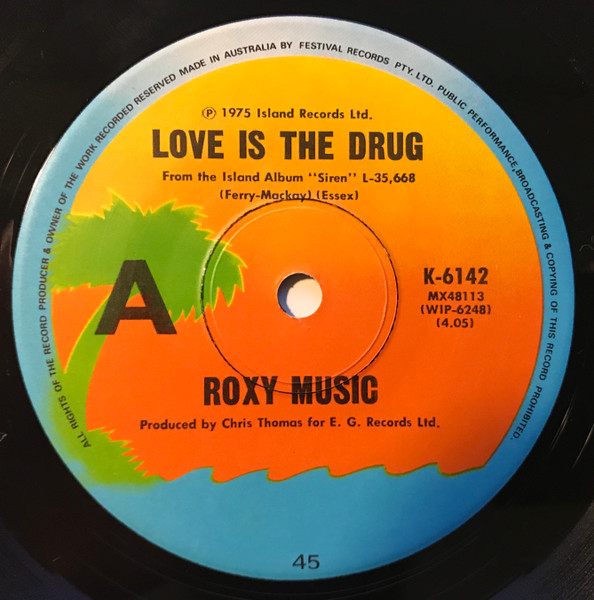 ALL RIGHTS OF THE RECORD PRODUCER & OWNER OF THE WORK RECORDED RESERVED MADE IN AUSTRALIA BY FESTIVAL RECORDS PTY. LTD. PUBLIC PERFORMANCE, BROADCASTING & COPYING OF THIS RECORD PROHIBITED.
℗ 1975 Island Records Ltd.
LOVE IS THE DRUG
From the Island Album "Siren" L-35,668
(Ferry-Mackay) (Essex)
A
K-6142
MX48113
(WIP-6248)
(4.05)
ROXY MUSIC
Produced by Chris Thomas for E. G. Records Ltd.
45